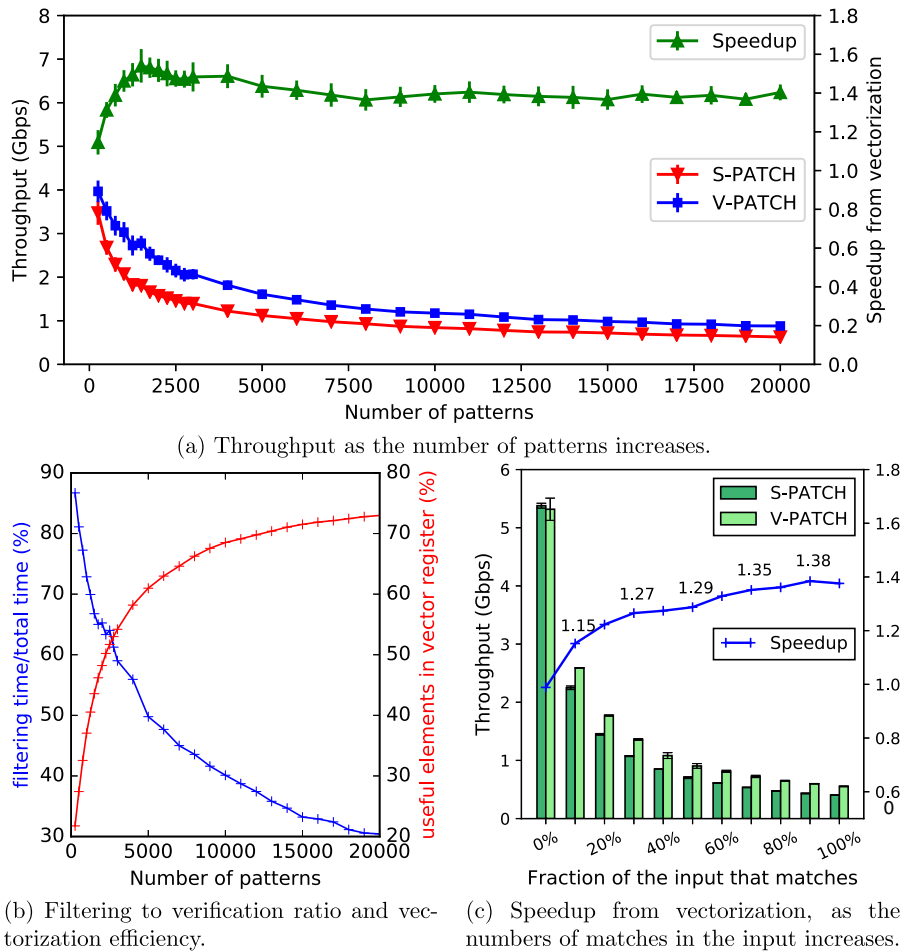 8
7
6
5
4
3
2
1
0
Throughput (Gbps)
1.8
1.6
1.4
1.2
1.0
0.8
0.6
0.4
0.2
0.0
Speedup from vectorization
Speedup
S-PATCH
V-PATCH
0 2500 5000 7500 10000 12500 15000 17500 20000
Number of patterns
(a) Throughput as the number of patterns increases.
90
80
70
60
50
40
30
filtering time/total time (%)
80
70
60
50
40
30
20
useful elements in vector register (%)
0 5000 10000 15000 20000
Number of patterns
(b) Filtering to verification ratio and vec-
torization efficiency.
6
5
4
3
2
1
0
Throughput (Gbps)
1.8
1.6
1.4
1.2
1.0
0.8
0.6
0
S-PATCH
V-PATCH
1.15
1.27
1.29
1.35
1.38
Speedup
0% 20% 40% 60% 80% 100%
Fraction of the input that matches
(c) Speedup from vectorization, as the
numbers of matches in the input increases.